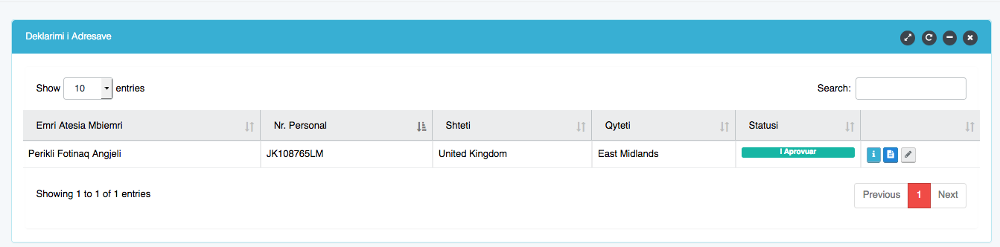 Deklarimi i Adresave
Show 10 entries
Search:
Emri Atesia Mbiemri Nr. Personal Shteti Qyteti Statusi
Perikli Fotinaq Angjeli JK108765LM United Kingdom East Midlands I Aprovuar
Showing 1 to 1 of 1 entries
Previous 1 Next